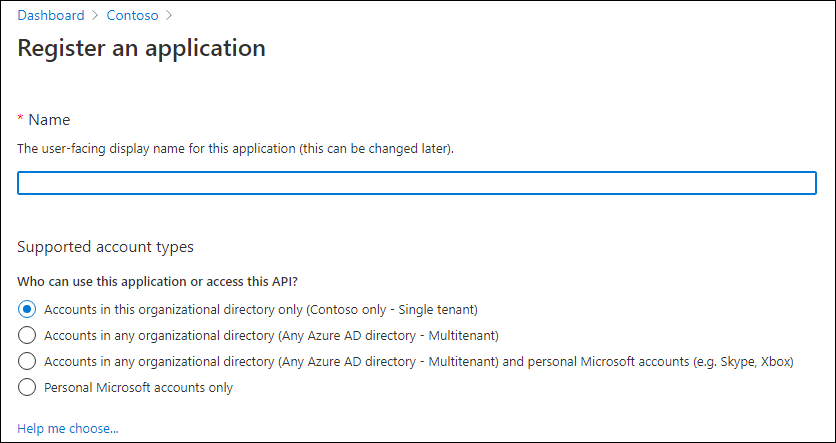 Dashboard > Contoso >
Register an application
* Name
The user-facing display name for this application (this can be changed later).
Supported account types
Who can use this application or access this API?
Accounts in this organizational directory only (Contoso only - Single tenant)
Accounts in any organizational directory (Any Azure AD directory - Multitenant)
Accounts in any organizational directory (Any Azure AD directory - Multitenant) and personal Microsoft accounts (e.g. Skype, Xbox)
Personal Microsoft accounts only
Help me choose...